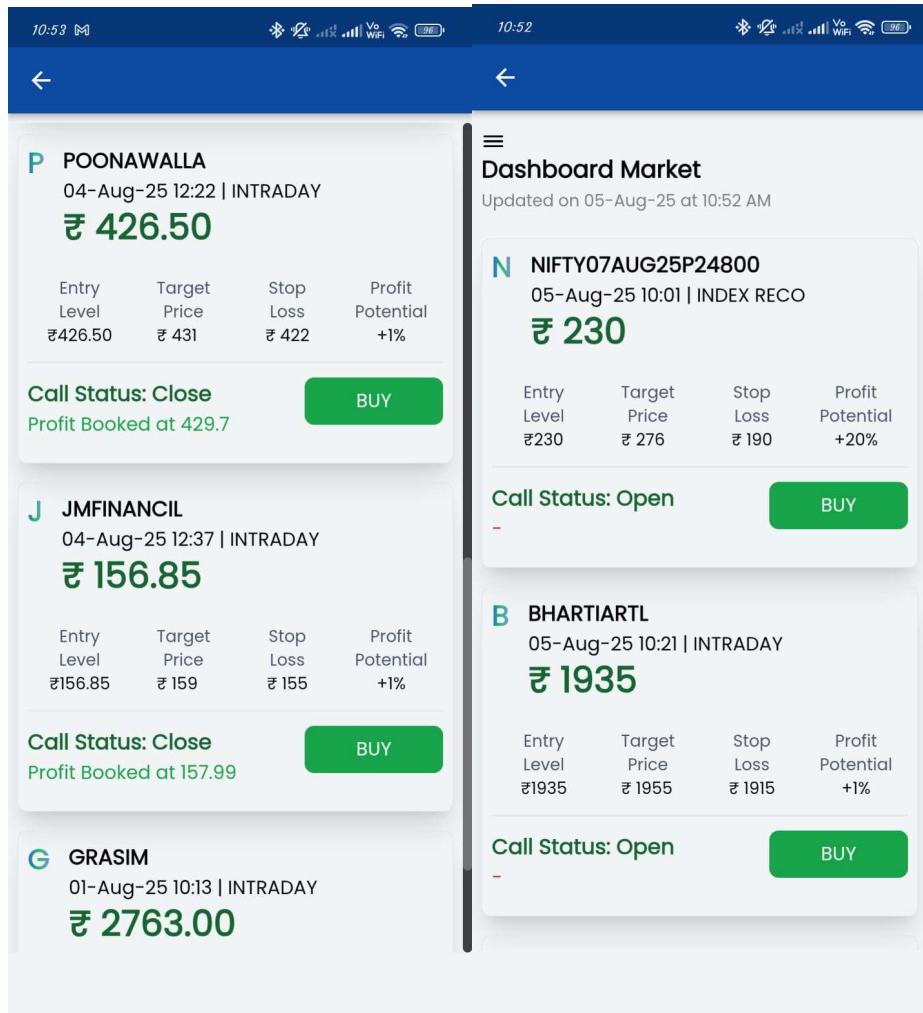 10:53
Vo
WiFi
96
P POONAWALLA
04-Aug-25 12:22 | INTRADAY
₹ 426.50
Entry Level Target Price Stop Loss Profit Potential
₹426.50 ₹ 431 ₹ 422 +1%
Call Status: Close
BUY
Profit Booked at 429.7
J JMFINANCIL
04-Aug-25 12:37 | INTRADAY
₹ 156.85
Entry Level Target Price Stop Loss Profit Potential
₹156.85 ₹ 159 ₹ 155 +1%
Call Status: Close
BUY
Profit Booked at 157.99
G GRASIM
01-Aug-25 10:13 | INTRADAY
₹ 2763.00
10:52
Vo
WiFi
96
Dashboard Market
Updated on 05-Aug-25 at 10:52 AM
N NIFTY07AUG25P24800
05-Aug-25 10:01 | INDEX RECO
₹ 230
Entry Level Target Price Stop Loss Profit Potential
₹230 ₹ 276 ₹ 190 +20%
Call Status: Open
BUY
-
B BHARTIARTL
05-Aug-25 10:21 | INTRADAY
₹ 1935
Entry Level Target Price Stop Loss Profit Potential
₹1935 ₹ 1955 ₹ 1915 +1%
Call Status: Open
BUY
-